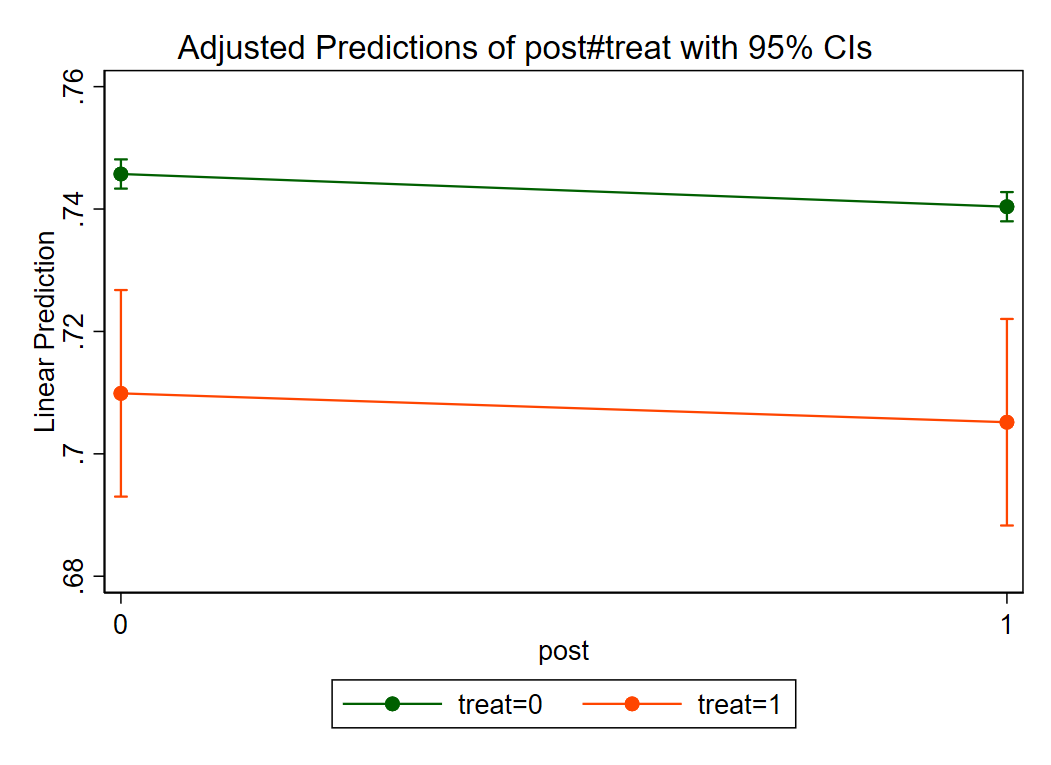 Adjusted Predictions of post#treat with 95% CIs
Linear Prediction
.76
.74
.72
.7
.68
0 1
post
treat=0 treat=1